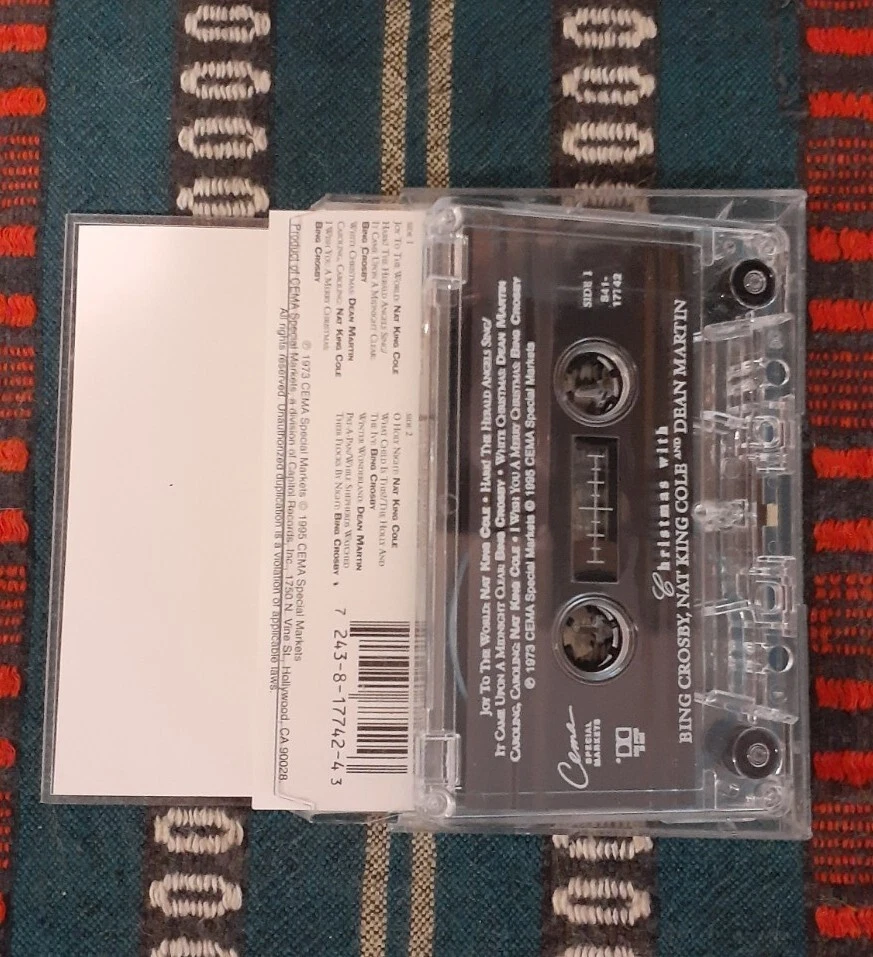 SIDE 1
JOY TO THE WORLD: NAT KING COLE
HARK! THE HERALD ANGELS SING/
IT CAME UPON A MIDNIGHT CLEAR:
BING CROSBY
WHITE CHRISTMAS: DEAN MARTIN
CAROLING, CAROLING: NAT KING COLE
I WISH YOU A MERRY CHRISTMAS:
BING CROSBY
SIDE 2
O HOLY NIGHT: NAT KING COLE
WHAT CHILD IS THIS?/THE HOLLY AND
THE IVY: BING CROSBY
WINTER WONDERLAND: DEAN MARTIN
PAT-A-PAN/WHILE SHEPHERDS WATCHED
THEIR FLOCKS BY NIGHT: BING CROSBY
℗ 1973 CEMA Special Markets © 1995 CEMA Special Markets
Product of CEMA Special Markets, a division of Capitol Records, Inc., 1750 N. Vine St., Hollywood, CA 90028.
All rights reserved. Unauthorized duplication is a violation of applicable laws.
7 243-8-17742-4 3
Christmas with
BING CROSBY, NAT KING COLE AND DEAN MARTIN
SIDE 1
841-
17742
Cema
SPECIAL
MARKETS
JOY TO THE WORLD: NAT KING COLE • HARK! THE HERALD ANGELS SING/
IT CAME UPON A MIDNIGHT CLEAR: BING CROSBY • WHITE CHRISTMAS: DEAN MARTIN
CAROLING, CAROLING: NAT KING COLE • I WISH YOU A MERRY CHRISTMAS: BING CROSBY
℗ 1973 CEMA Special Markets © 1995 CEMA Special Markets